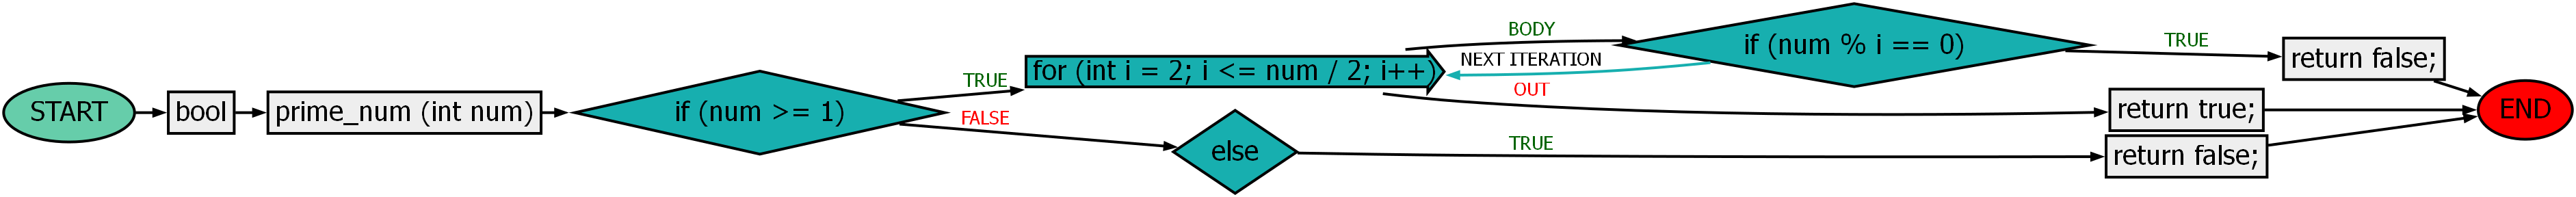 START
bool
prime_num (int num)
if (num >= 1)
TRUE
FALSE
for (int i = 2; i <= num / 2; i++)
else
BODY
NEXT ITERATION
OUT
TRUE
if (num % i == 0)
TRUE
return false;
return true;
return false;
END